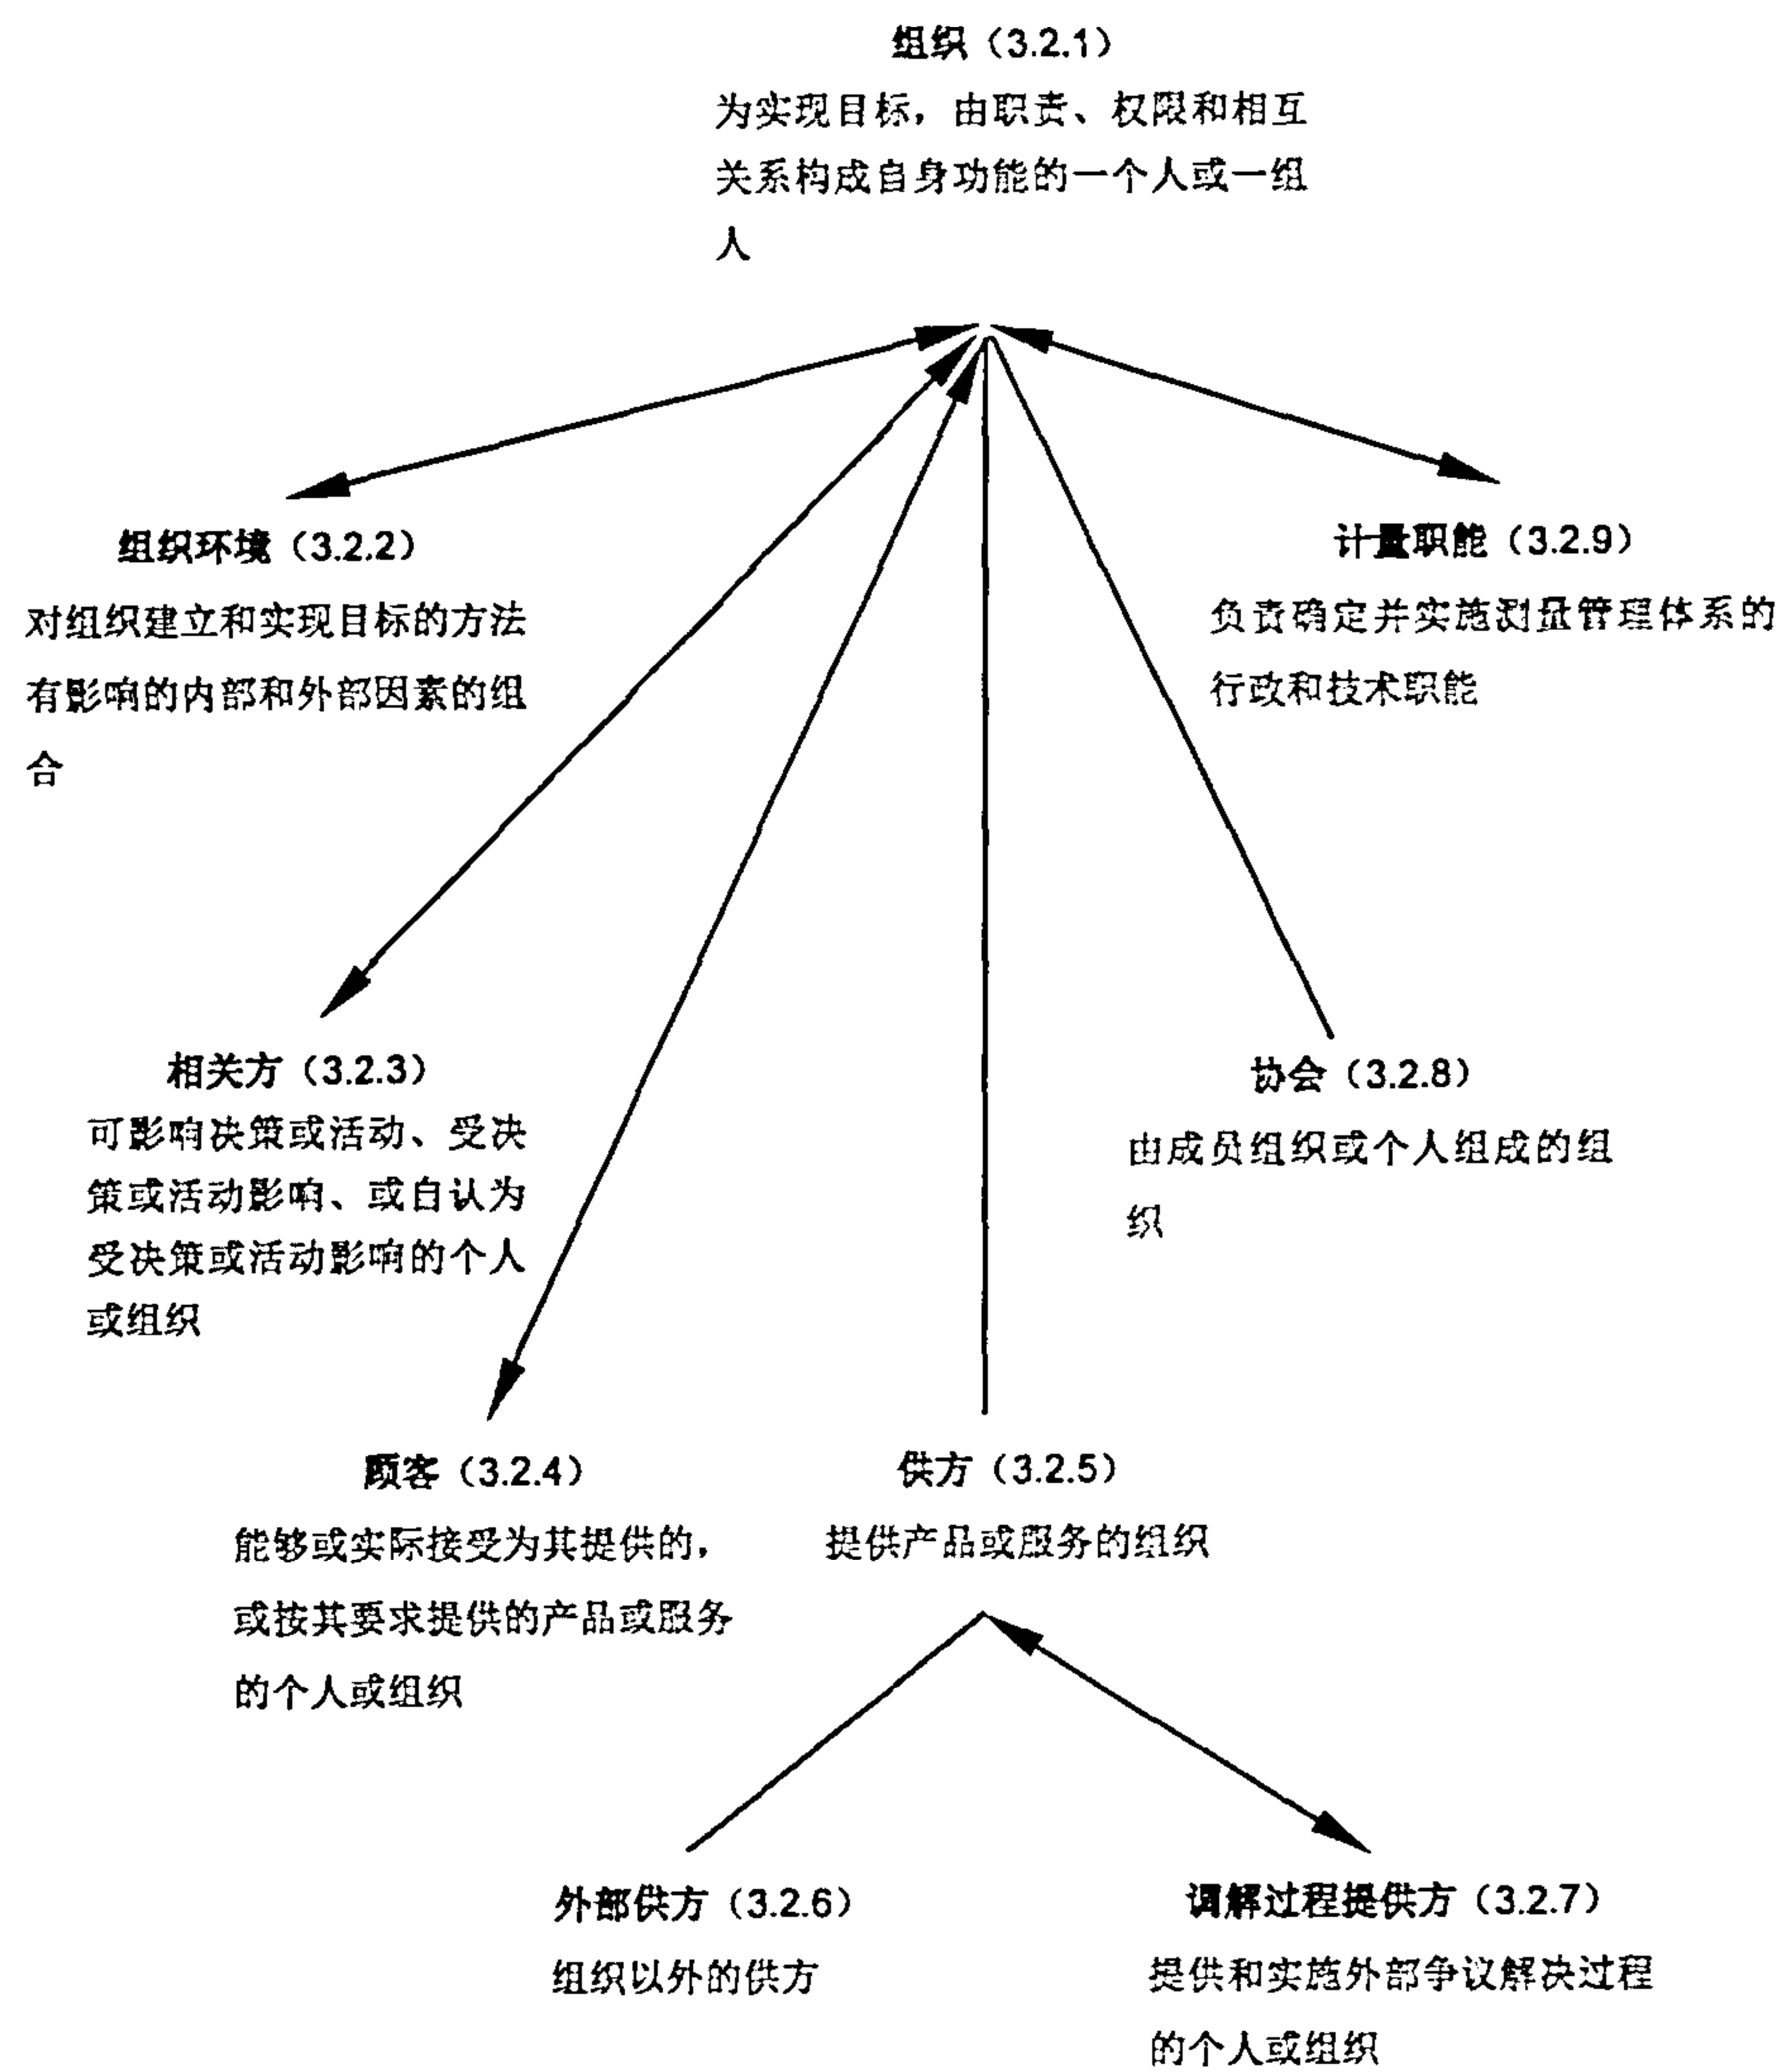 组织（3.2.1）
为实现目标，由职责、权限和相互
关系构成自身功能的一个人或一组
人
组织环境（3.2.2）
对组织建立和实现目标的方法
有影响的内部和外部因素的组
合
计量职能（3.2.9）
负责确定并实施测量管理体系的
行政和技术职能
相关方（3.2.3）
可影响决策或活动、受决
策或活动影响、或自认为
受决策或活动影响的个人
或组织
协会（3.2.8）
由成员组织或个人组成的组
织
顾客（3.2.4）
能够或实际接受为其提供的，
或按其要求提供的产品或服务
的个人或组织
供方（3.2.5）
提供产品或服务的组织
外部供方（3.2.6）
组织以外的供方
调解过程提供方（3.2.7）
提供和实施外部争议解决过程
的个人或组织